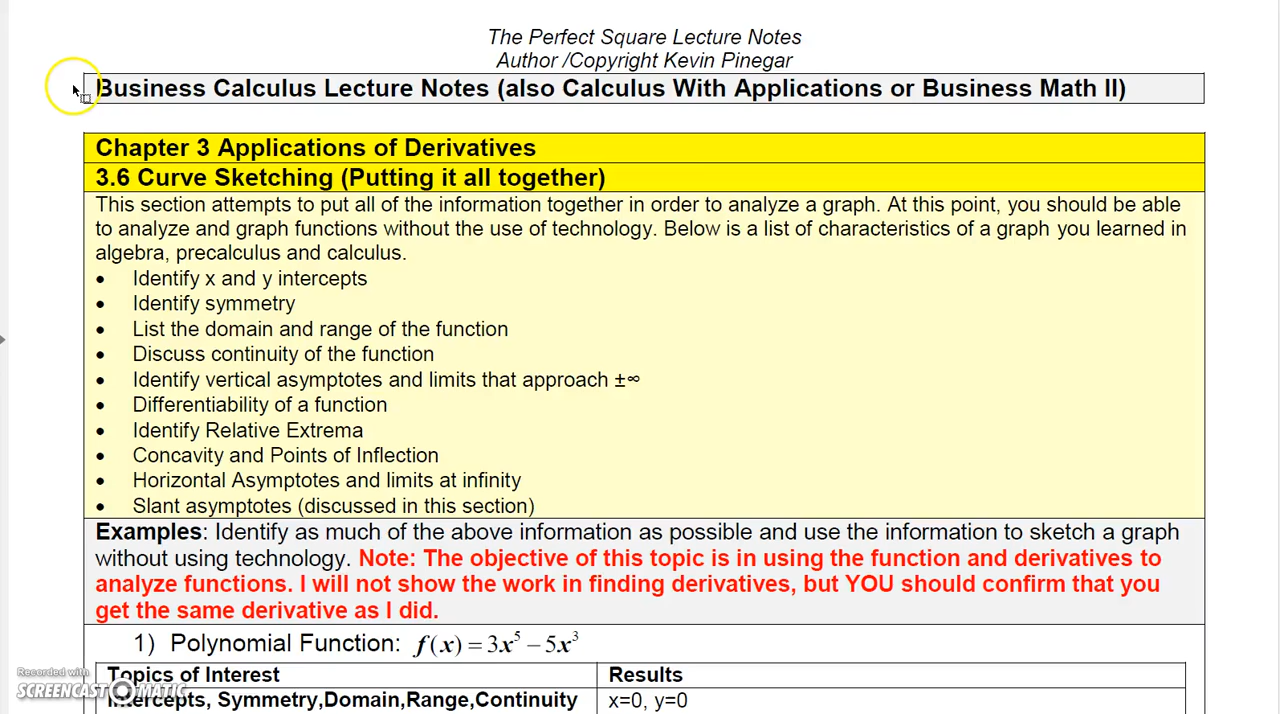 The Perfect Square Lecture Notes
Author /Copyright Kevin Pinegar
Business Calculus Lecture Notes (also Calculus With Applications or Business Math II)
Chapter 3 Applications of Derivatives
3.6 Curve Sketching (Putting it all together)
This section attempts to put all of the information together in order to analyze a graph. At this point, you should be able
to analyze and graph functions without the use of technology. Below is a list of characteristics of a graph you learned in
algebra, precalculus and calculus.
• Identify x and y intercepts
• Identify symmetry
• List the domain and range of the function
• Discuss continuity of the function
• Identify vertical asymptotes and limits that approach ±∞
• Differentiability of a function
• Identify Relative Extrema
• Concavity and Points of Inflection
• Horizontal Asymptotes and limits at infinity
• Slant asymptotes (discussed in this section)
Examples: Identify as much of the above information as possible and use the information to sketch a graph
without using technology. Note: The objective of this topic is in using the function and derivatives to
analyze functions. I will not show the work in finding derivatives, but YOU should confirm that you
get the same derivative as I did.
1) Polynomial Function: f(x) = 3x⁵ − 5x³
Topics of Interest Results
Intercepts, Symmetry,Domain,Range,Continuity x=0, y=0
Recorded with
SCREENCAST-O-MATIC